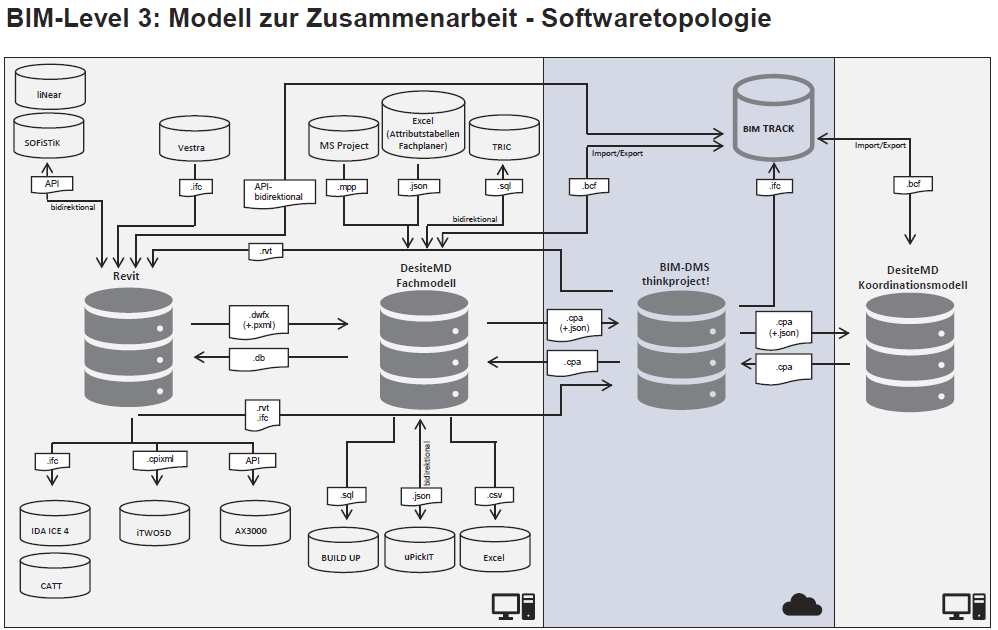 BIM-Level 3: Modell zur Zusammenarbeit - Softwaretopologie
liNear
SOFiSTiK
API
bidirektional
Vestra
.ifc
API-
bidirektional
MS Project
.mpp
Excel
(Attributstabellen
Fachplaner)
.json
TRIC
.sql
bidirektional
.rvt
Import/Export
.bcf
BIM TRACK
.ifc
Import/Export
.bcf
Revit
DesiteMD
Fachmodell
BIM-DMS
thinkproject!
DesiteMD
Koordinationsmodell
.dwfx
(+.pxml)
.db
.cpa
(+.json)
.cpa
.cpa
(+.json)
.cpa
.rvt
.ifc
.ifc
.cpixml
API
IDA ICE 4
CATT
iTWO5D
AX3000
.sql
bidirektional
.json
.csv
BUILD UP
uPickIT
Excel